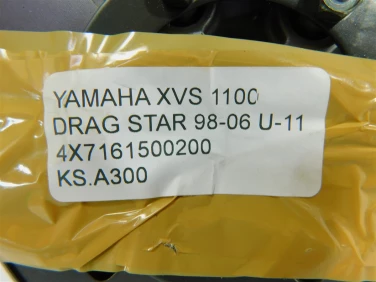 YAMAHA XVS 1100
DRAG STAR 98-06 U-11
4X7161500200
KS.A300